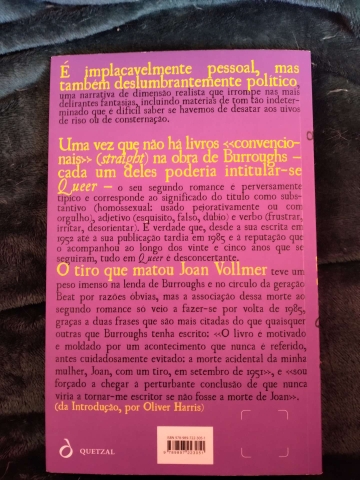 É implacavelmente pessoal, mas
também deslumbrantemente político,
uma narrativa de dimensão realista que irrompe nas mais
delirantes fantasias, incluindo materiais de tom tão indeter-
minado que é difícil saber se havemos de desatar aos uivos
de riso ou de consternação.
Uma vez que não há livros «convencio-
nais» (straight) na obra de Burroughs –
cada um deles poderia intitular-se
Queer – o seu segundo romance é perversamente
típico e corresponde ao significado do título como subs-
tantivo (homossexual: usado pejorativamente ou com
orgulho), adjetivo (esquisito, falso, dúbio) e verbo (frustrar,
irritar, desorientar). É verdade que, desde a sua escrita em
1952 até à sua publicação tardia em 1985 e à reputação que
o acompanhou ao longo dos vinte e cinco anos que se
seguiram, tudo em Queer é desconcertante.
O tiro que matou Joan Vollmer teve um
peso imenso na lenda de Burroughs e no círculo da geração
Beat por razões óbvias, mas a associação dessa morte ao
segundo romance só veio a fazer-se por volta de 1985,
graças a duas frases que são mais citadas do que quaisquer
outras que Burroughs tenha escrito: «O livro é motivado
e moldado por um acontecimento que nunca é referido,
antes cuidadosamente evitado: a morte acidental da minha
mulher, Joan, com um tiro, em setembro de 1951», e «sou
forçado a chegar à perturbante conclusão de que nunca
viria a tornar-me escritor se não fosse a morte de Joan».
(da Introdução, por Oliver Harris)
QUETZAL